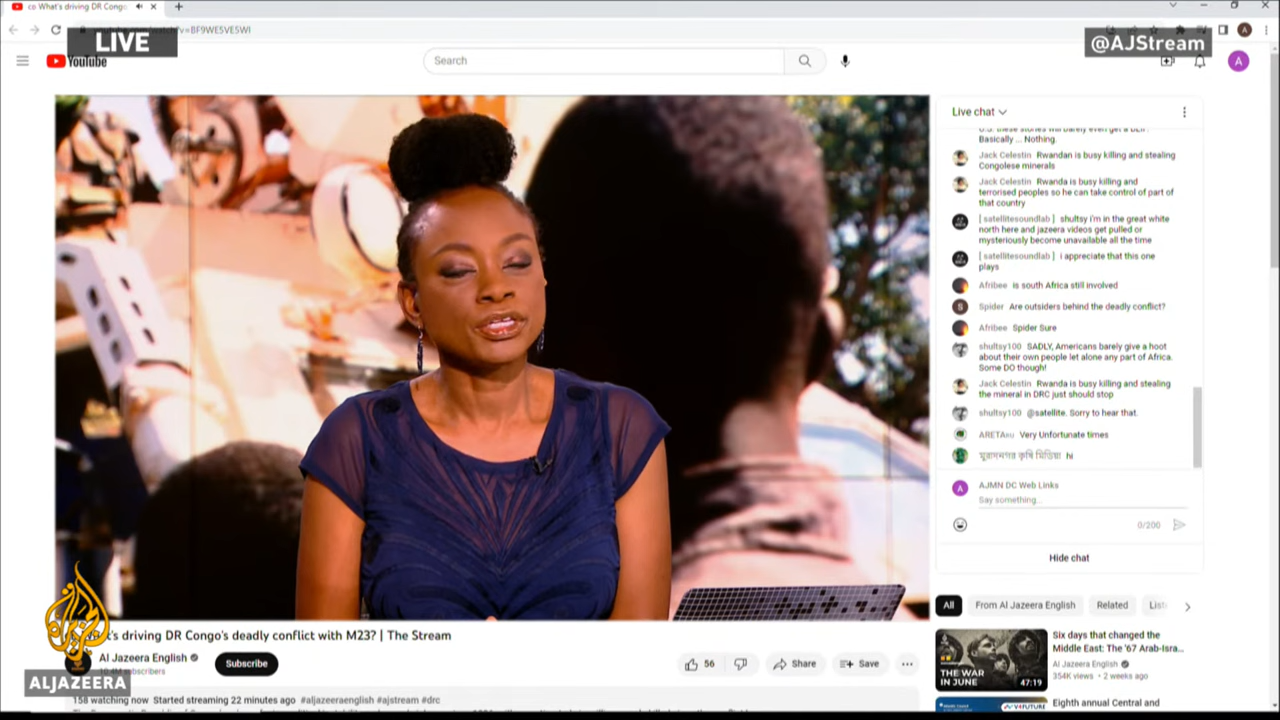 co What's driving DR Cong
LIVE
@AJStream
YouTube
Search
A
Live chat
Basically ... Nothing.
Jack Celestin Rwandan is busy killing and stealing
Congolese minerals
Jack Celestin Rwanda is busy killing and
terrorised peoples so he can take control of part of
that country
[ satellitesoundlab ] shultsy i'm in the great white
north here and jazeera videos get pulled or
mysteriously become unavailable all the time
[ satellitesoundlab ] i appreciate that this one
plays
Afribee is south Africa still involved
Spider Are outsiders behind the deadly conflict?
Afribee Spider Sure
shultsy100 SADLY, Americans barely give a hoot
about their own people let alone any part of Africa.
Some DO though!
Jack Celestin Rwanda is busy killing and stealing
the mineral in DRC just should stop
shultsy100 @satellite. Sorry to hear that.
ARETAKU Very Unfortunate times
মুরাদনগর কৃষি মিডিয়া hi
A AJMN DC Web Links
Say something...
0/200
Hide chat
All From Al Jazeera English Related
's driving DR Congo's deadly conflict with M23? | The Stream
Al Jazeera English
subscribers
Subscribe
56
Share
Save
ALJAZEERA
158 watching now Started streaming 22 minutes ago #aljazeeraenglish #ajstream #drc
THE WAR
IN JUNE
47:19
Six days that changed the
Middle East: The '67 Arab-Isra...
Al Jazeera English
354K views • 2 weeks ago
Eighth annual Central and